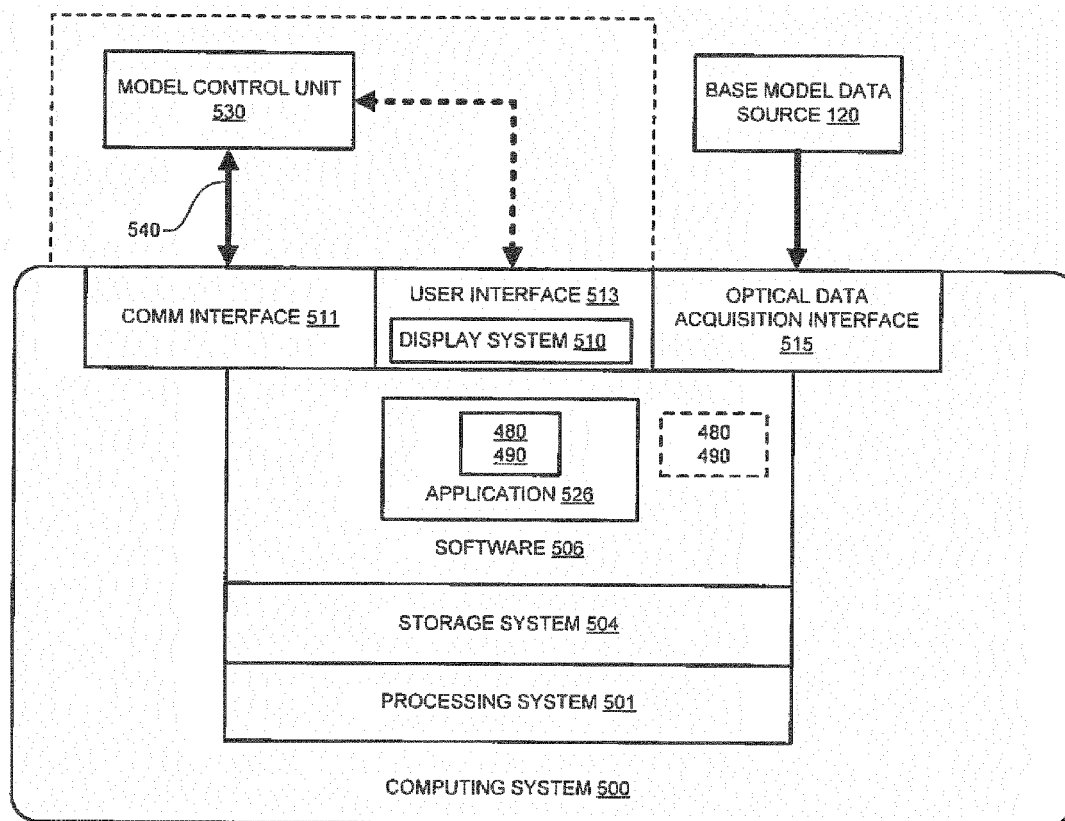 MODEL CONTROL UNIT
530
BASE MODEL DATA
SOURCE 120
540
COMM INTERFACE 511
USER INTERFACE 513
DISPLAY SYSTEM 510
OPTICAL DATA
ACQUISITION INTERFACE
515
480
490
APPLICATION 526
480
490
SOFTWARE 506
STORAGE SYSTEM 504
PROCESSING SYSTEM 501
COMPUTING SYSTEM 500